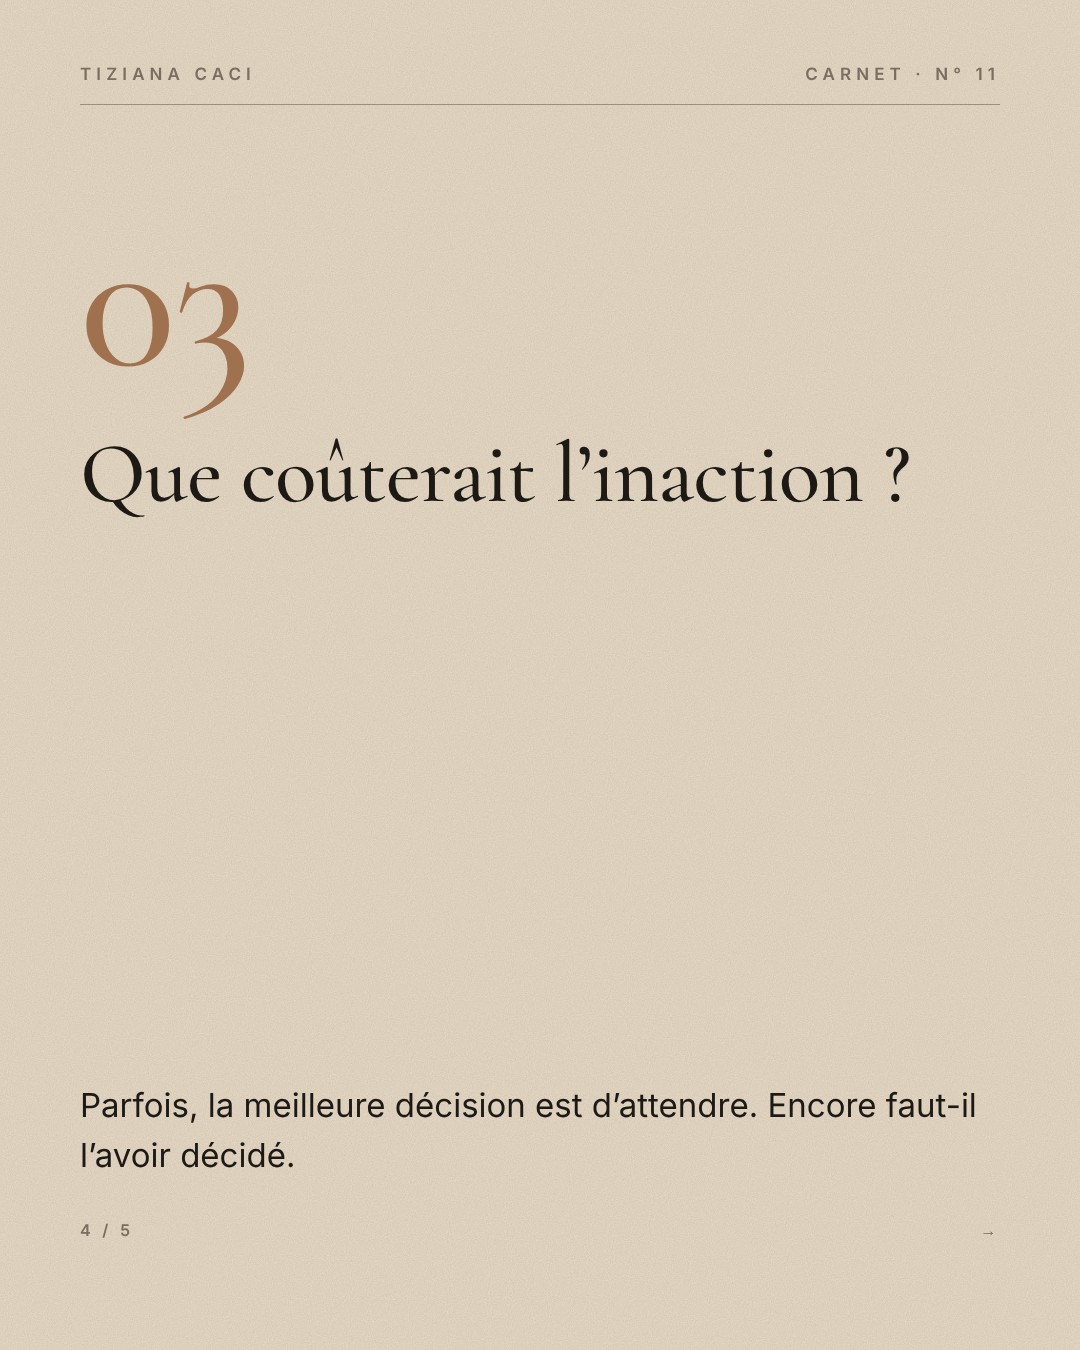 TIZIANA CACI
CARNET · N° 11
03
Que coûterait l’inaction ?
Parfois, la meilleure décision est d’attendre. Encore faut-il
l’avoir décidé.
4 / 5
→